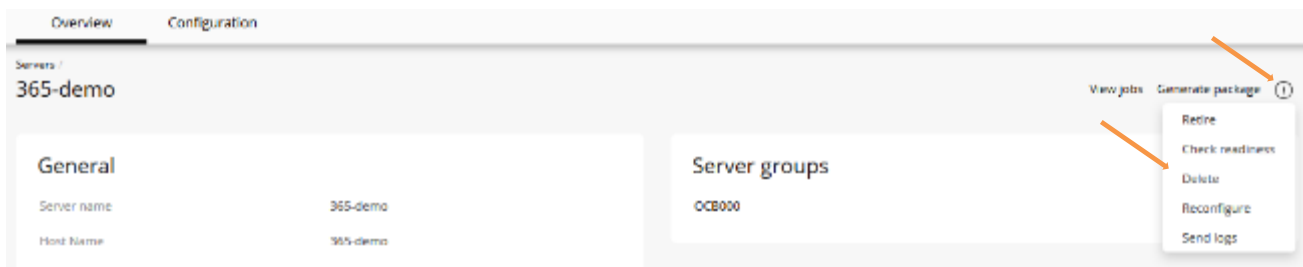 Overview Configuration
Servers /
365-demo
View jobs Generate package
Retire
Check readiness
Delete
Reconfigure
Send logs
General
Server name 365-demo
Host Name 365-demo
Server groups
OCB000